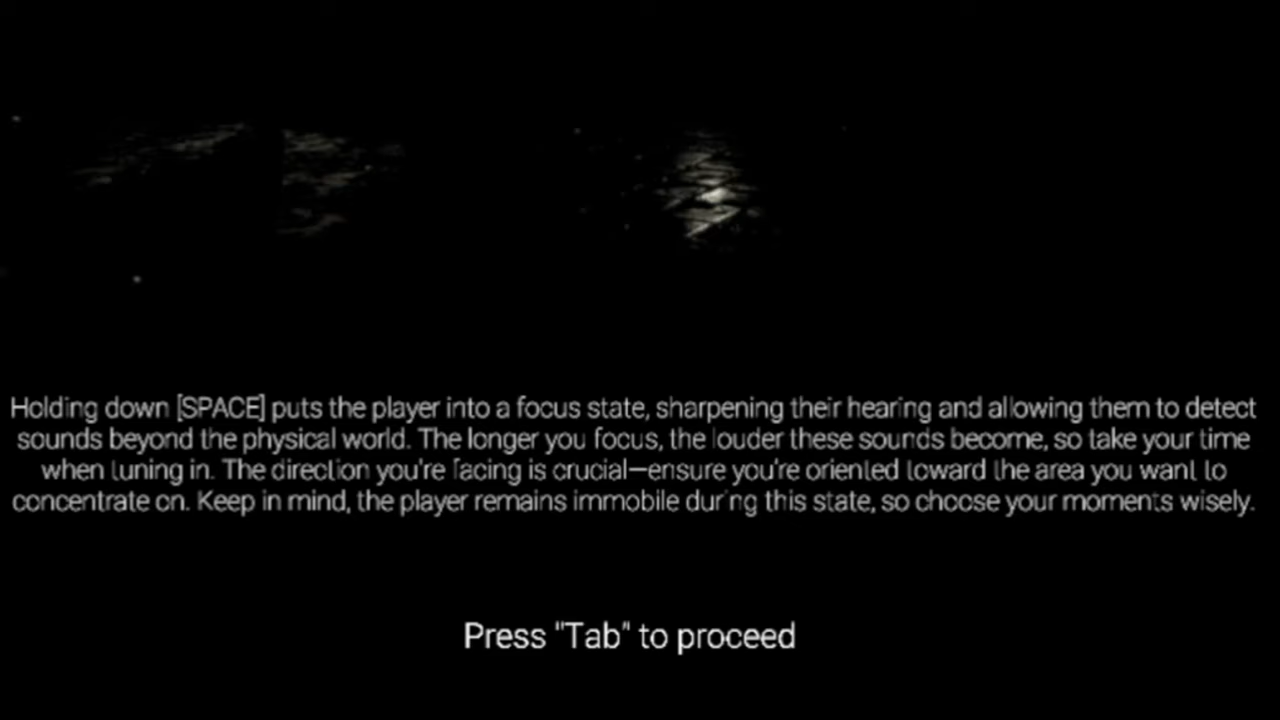 Holding down [SPACE] puts the player into a focus state, sharpening their hearing and allowing them to detect
sounds beyond the physical world. The longer you focus, the louder these sounds become, so take your time
when tuning in. The direction you're facing is crucial—ensure you're oriented toward the area you want to
concentrate on. Keep in mind, the player remains immobile during this state, so choose your moments wisely.
Press "Tab" to proceed